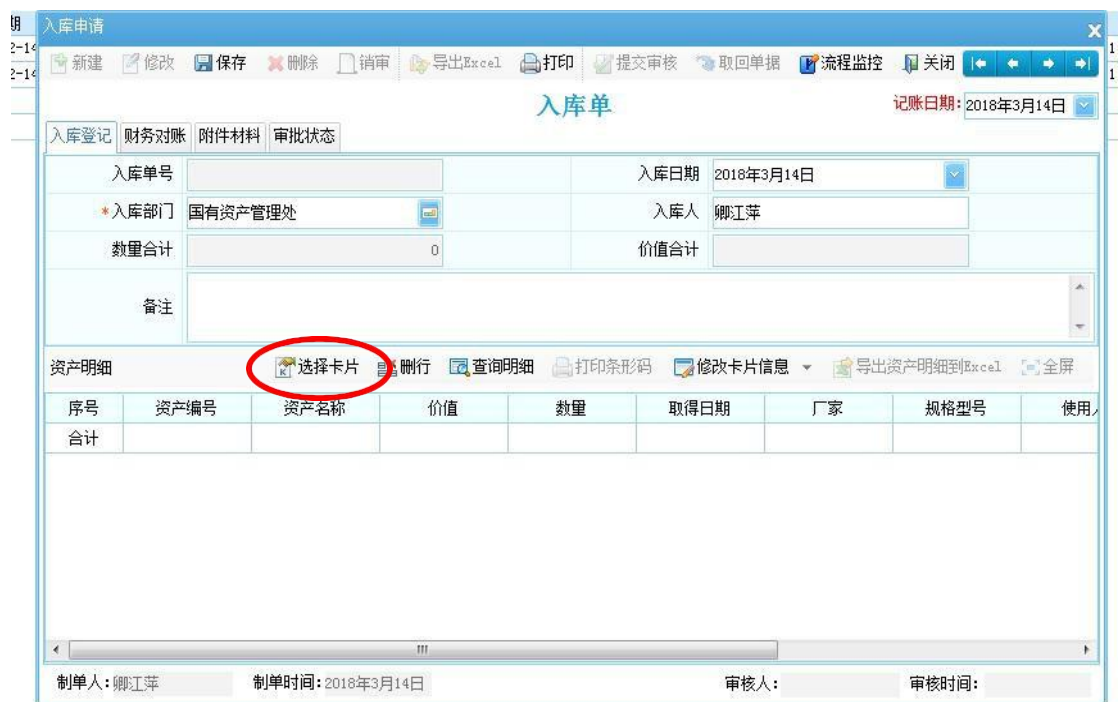 期
入库申请
2-14
2-14
新建 修改 保存 删除 销审 导出Excel 打印 提交审核 取回单据 流程监控 关闭
入库单
记账日期: 2018年3月14日
入库登记 财务对账 附件材料 审批状态
入库单号 入库日期 2018年3月14日
*入库部门 国有资产管理处 入库人 卿江萍
数量合计 0 价值合计
备注
资产明细 选择卡片 删行 查询明细 打印条形码 修改卡片信息 导出资产明细到Excel 全屏
序号 资产编号 资产名称 价值 数量 取得日期 厂家 规格型号 使用
合计
制单人: 卿江萍 制单时间: 2018年3月14日 审核人: 审核时间: